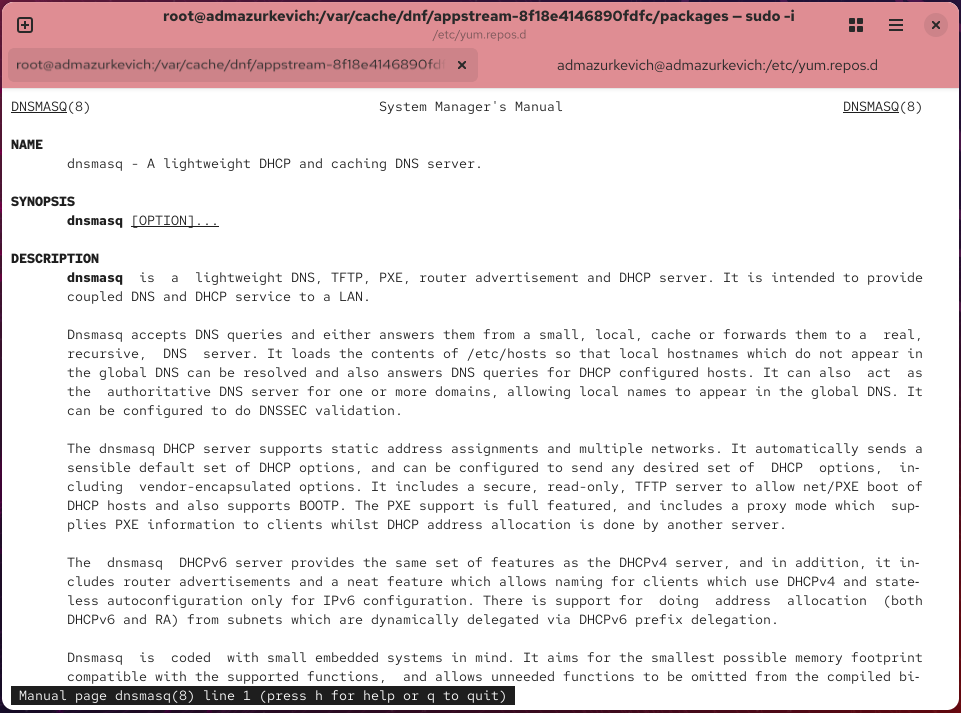 root@admazurkevich:/var/cache/dnf/appstream-8f18e4146890fdfc/packages — sudo -i
/etc/yum.repos.d
root@admazurkevich:/var/cache/dnf/appstream-8f18e4146890fd
admazurkevich@admazurkevich:/etc/yum.repos.d
DNSMASQ(8) System Manager's Manual DNSMASQ(8)
NAME
dnsmasq - A lightweight DHCP and caching DNS server.
SYNOPSIS
dnsmasq [OPTION]...
DESCRIPTION
dnsmasq is a lightweight DNS, TFTP, PXE, router advertisement and DHCP server. It is intended to provide
coupled DNS and DHCP service to a LAN.
Dnsmasq accepts DNS queries and either answers them from a small, local, cache or forwards them to a real,
recursive, DNS server. It loads the contents of /etc/hosts so that local hostnames which do not appear in
the global DNS can be resolved and also answers DNS queries for DHCP configured hosts. It can also act as
the authoritative DNS server for one or more domains, allowing local names to appear in the global DNS. It
can be configured to do DNSSEC validation.
The dnsmasq DHCP server supports static address assignments and multiple networks. It automatically sends a
sensible default set of DHCP options, and can be configured to send any desired set of DHCP options, in-
cluding vendor-encapsulated options. It includes a secure, read-only, TFTP server to allow net/PXE boot of
DHCP hosts and also supports BOOTP. The PXE support is full featured, and includes a proxy mode which sup-
plies PXE information to clients whilst DHCP address allocation is done by another server.
The dnsmasq DHCPv6 server provides the same set of features as the DHCPv4 server, and in addition, it in-
cludes router advertisements and a neat feature which allows naming for clients which use DHCPv4 and state-
less autoconfiguration only for IPv6 configuration. There is support for doing address allocation (both
DHCPv6 and RA) from subnets which are dynamically delegated via DHCPv6 prefix delegation.
Dnsmasq is coded with small embedded systems in mind. It aims for the smallest possible memory footprint
compatible with the supported functions, and allows unneeded functions to be omitted from the compiled bi-
Manual page dnsmasq(8) line 1 (press h for help or q to quit)